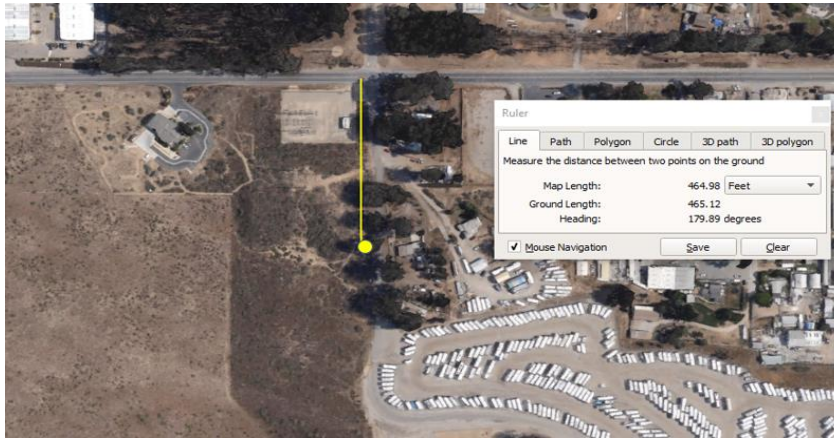 Ruler
Line Path Polygon Circle 3D path 3D polygon
Measure the distance between two points on the ground
Map Length: 464.98 Feet
Ground Length: 465.12
Heading: 179.89 degrees
Mouse Navigation Save Clear